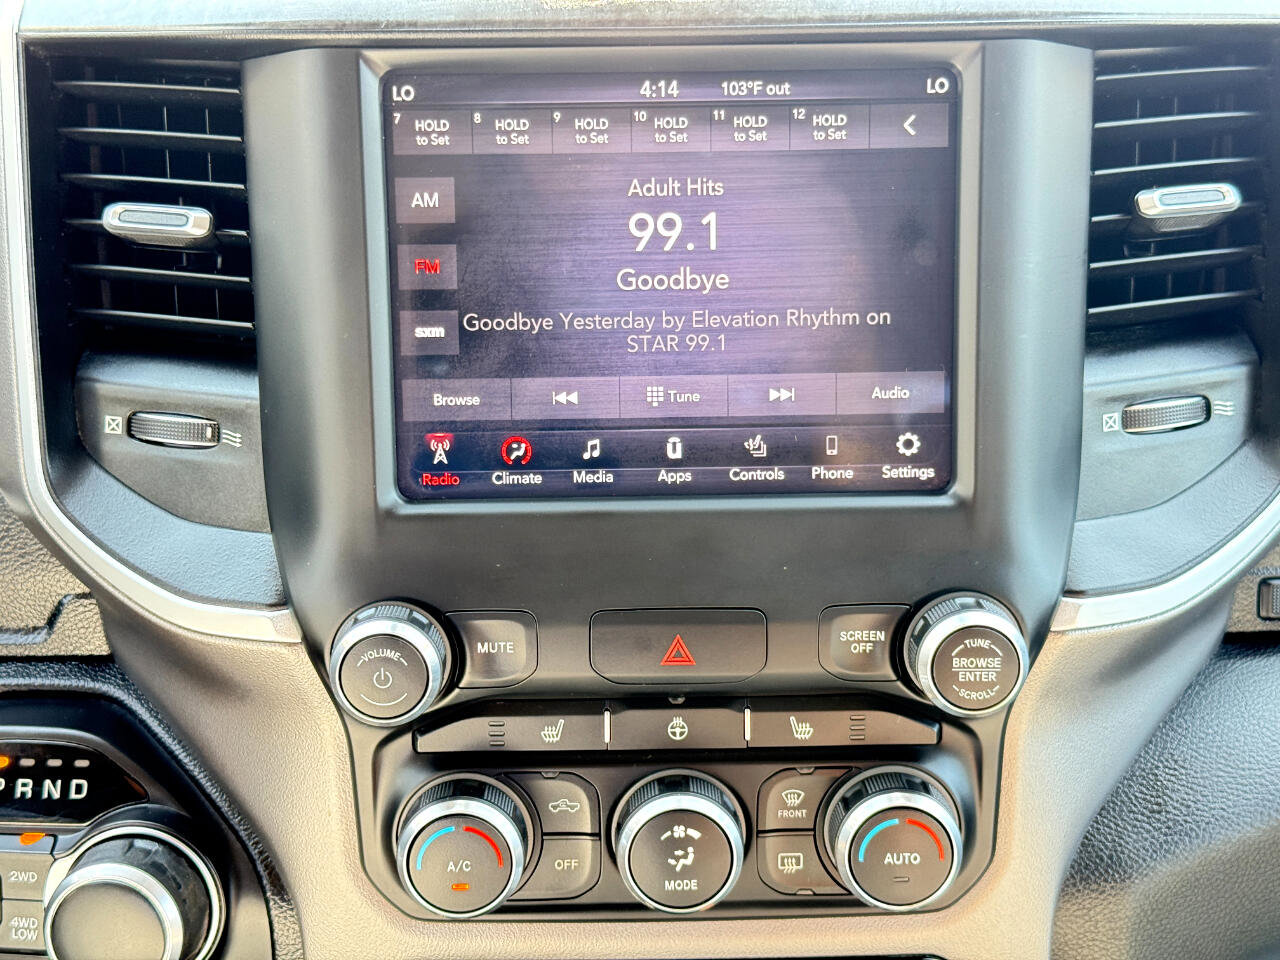 LO 4:14 103°F out LO
7 HOLD to Set
8 HOLD to Set
9 HOLD to Set
10 HOLD to Set
11 HOLD to Set
12 HOLD to Set
AM
Adult Hits
99.1
FM
Goodbye
sxm
Goodbye Yesterday by Elevation Rhythm on
STAR 99.1
Browse Tune Audio
Radio Climate Media Apps Controls Phone Settings
VOLUME
MUTE
SCREEN
OFF
TUNE
BROWSE
ENTER
SCROLL
PRND
2WD
4WD
LOW
A/C
OFF
MODE
FRONT
AUTO